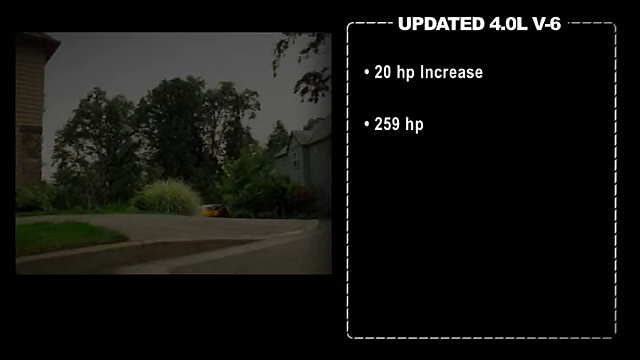 UPDATED 4.0L V-6
• 20 hp Increase
• 259 hp